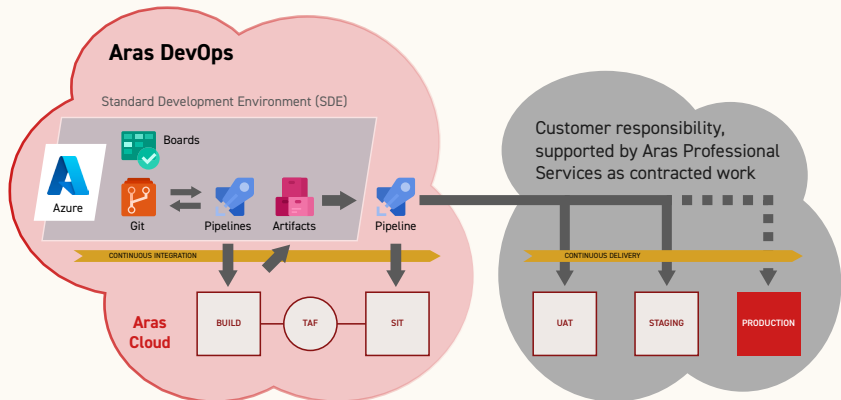 Aras DevOps
Standard Development Environment (SDE)
Boards
Azure
Git
Pipelines
Artifacts
Pipeline
CONTINUOUS INTEGRATION
Aras
Cloud
BUILD
TAF
SIT
Customer responsibility,
supported by Aras Professional
Services as contracted work
CONTINUOUS DELIVERY
UAT
STAGING
PRODUCTION